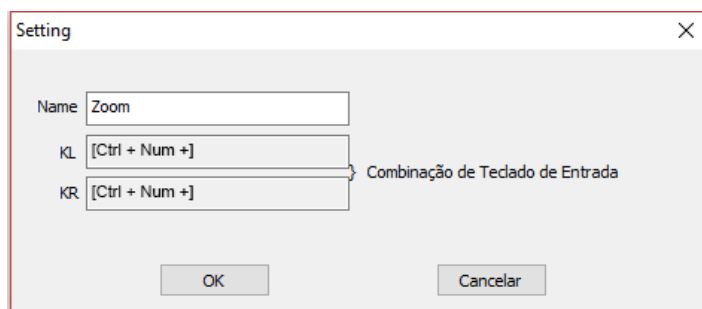 Setting
Name Zoom
KL [Ctrl + Num +]
} Combinação de Teclado de Entrada
KR [Ctrl + Num +]
OK Cancelar